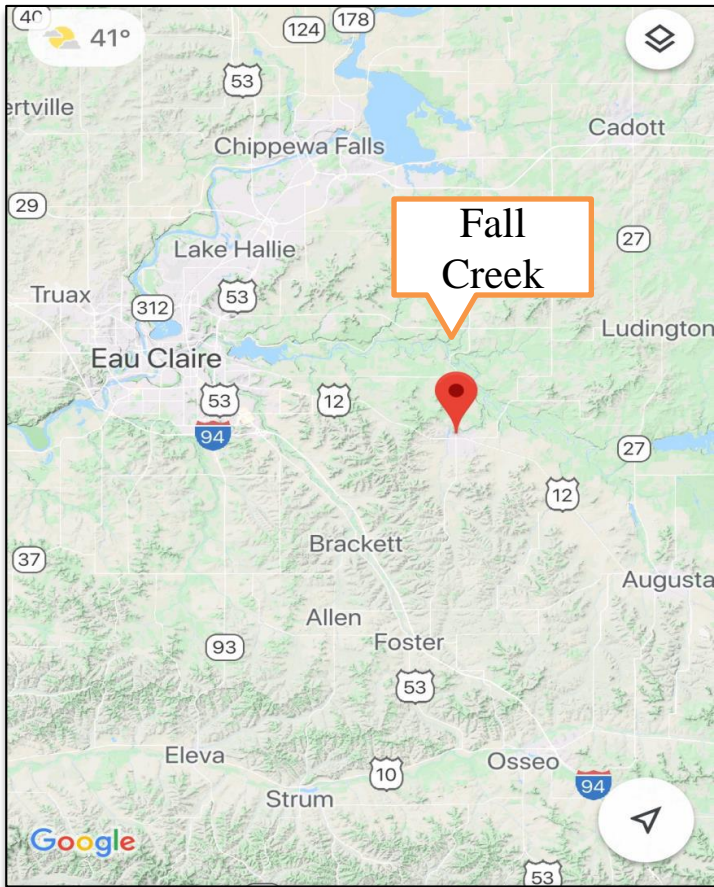 40
41°
124
178
53
ertville
Cadott
Chippewa Falls
29
Fall
Creek
27
Lake Hallie
Truax
312
53
Ludington
Eau Claire
53
12
94
27
12
Brackett
37
Augusta
Allen
93
Foster
53
Eleva
Osseo
10
94
Strum
Google
53